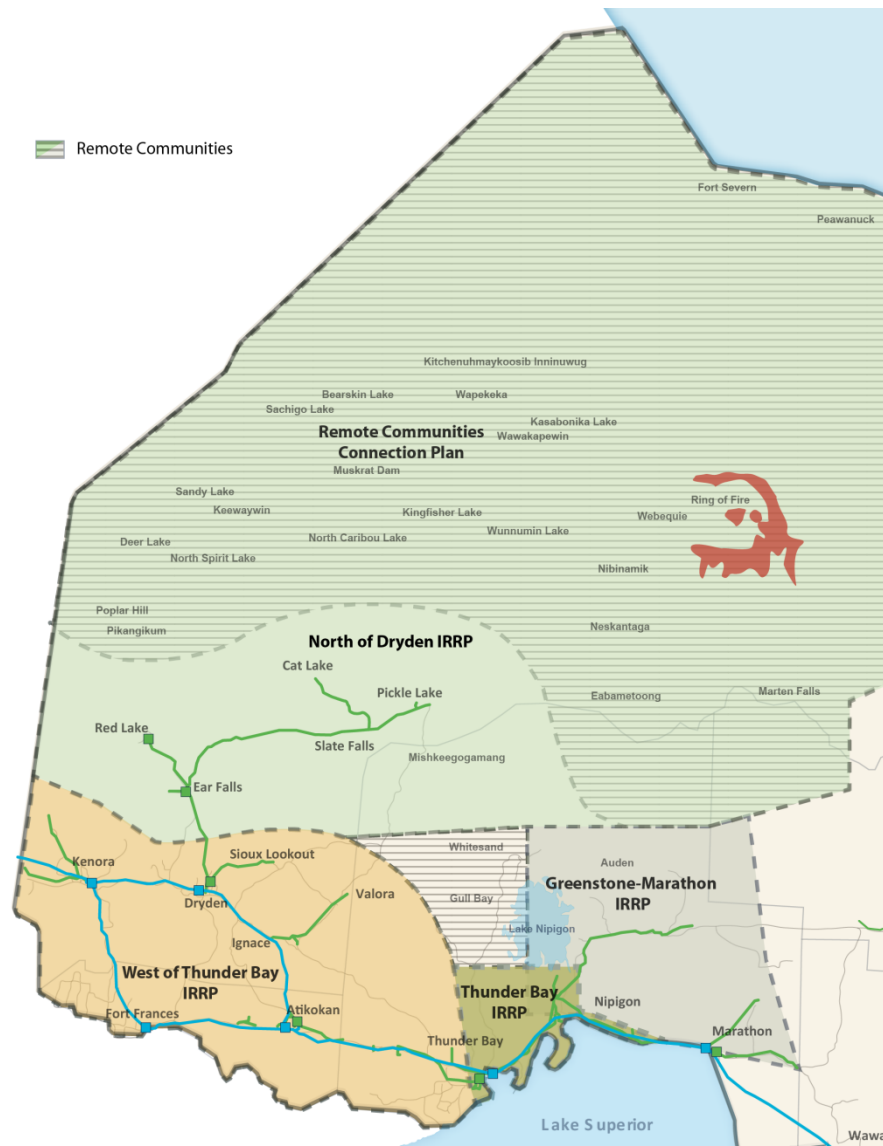 Remote Communities
Fort Severn
Peawanuck
Kitchenuhmaykoosib Inninuwug
Bearskin Lake
Wapekeka
Sachigo Lake
Kasabonika Lake
Remote Communities
Connection Plan
Wawakapewin
Muskrat Dam
Sandy Lake
Ring of Fire
Keewaywin
Kingfisher Lake
Webequie
Wunnumin Lake
Deer Lake
North Caribou Lake
North Spirit Lake
Nibinamik
Poplar Hill
Pikangikum
Neskantaga
North of Dryden IRRP
Cat Lake
Pickle Lake
Eabametoong
Marten Falls
Red Lake
Slate Falls
Mishkeegogamang
Ear Falls
Whitesand
Sioux Lookout
Kenora
Auden
Greenstone-Marathon
IRRP
Dryden
Valora
Gull Bay
Lake Nipigon
Ignace
West of Thunder Bay
IRRP
Thunder Bay
IRRP
Nipigon
Fort Frances
Atikokan
Marathon
Thunder Bay
Lake Superior
Wawa